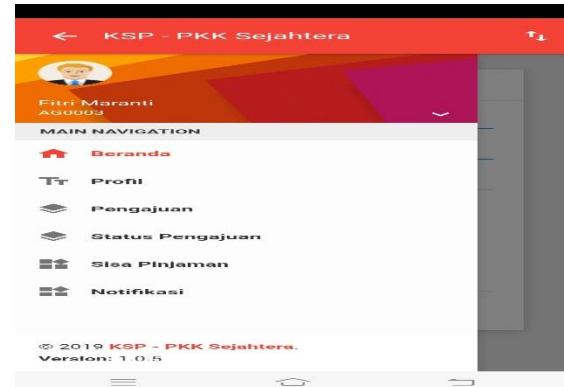 KSP - PKK Sejahtera
Fitri Maranti
AG0003
MAIN NAVIGATION
Beranda
Profil
Pengajuan
Status Pengajuan
Sisa Pinjaman
Notifikasi
© 2019 KSP - PKK Sejahtera.
Version: 1.0.5